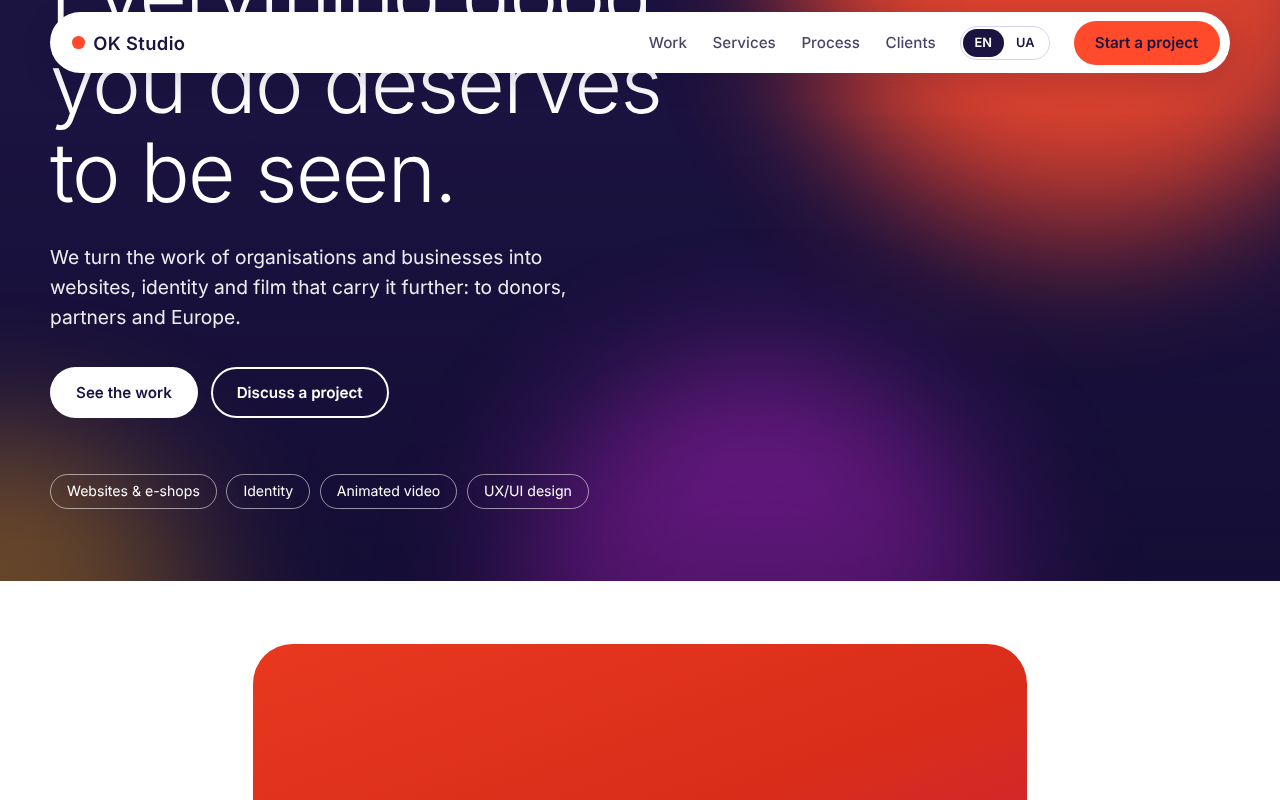 Everything good
OK Studio
Work
Services
Process
Clients
EN
UA
Start a project
you do deserves
to be seen.
We turn the work of organisations and businesses into
websites, identity and film that carry it further: to donors,
partners and Europe.
See the work
Discuss a project
Websites & e-shops
Identity
Animated video
UX/UI design